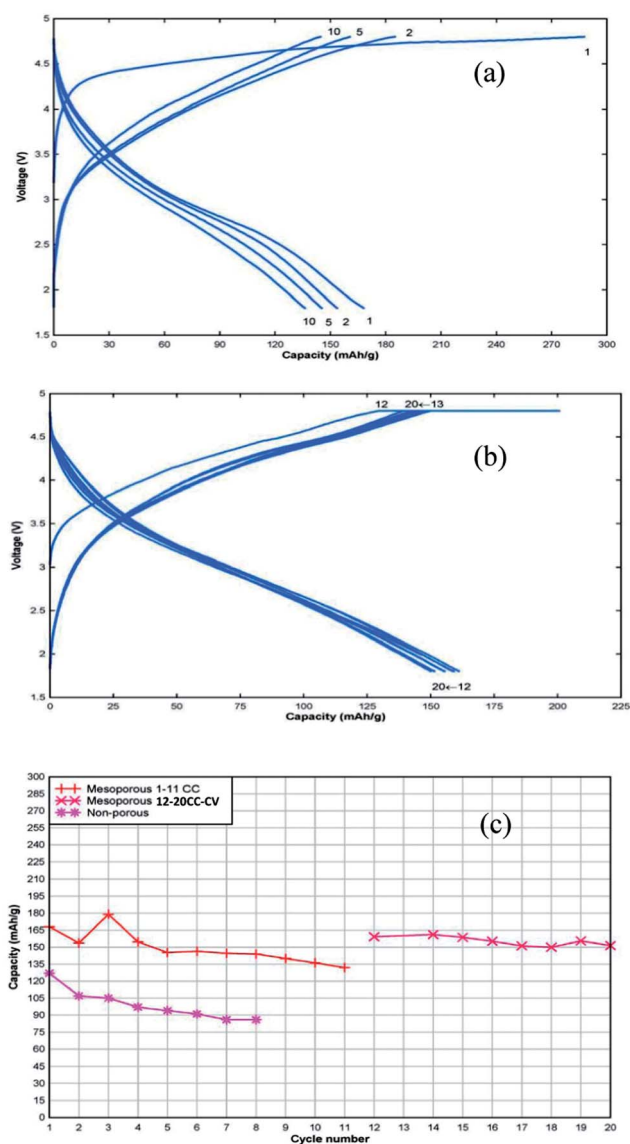 5
10 5 2
4.5
1
(a)
4
3.5
Voltage (V)
3
2.5
2
10 5 2 1
1.5
0 30 60 90 120 150 180 210 240 270 300
Capacity (mAh/g)
5
12 20←13
4.5
(b)
4
3.5
Voltage (V)
3
2.5
2
20←12
1.5
0 25 50 75 100 125 150 175 200 225
Capacity (mAh/g)
300
Mesoporous 1-11 CC
285
Mesoporous 12-20CC-CV
270
Non-porous
255
(c)
240
225
210
195
180
165
150
Capacity (mAh/g)
135
120
105
90
75
60
45
30
15
0
1 2 3 4 5 6 7 8 9 10 11 12 13 14 15 16 17 18 19 20
Cycle number